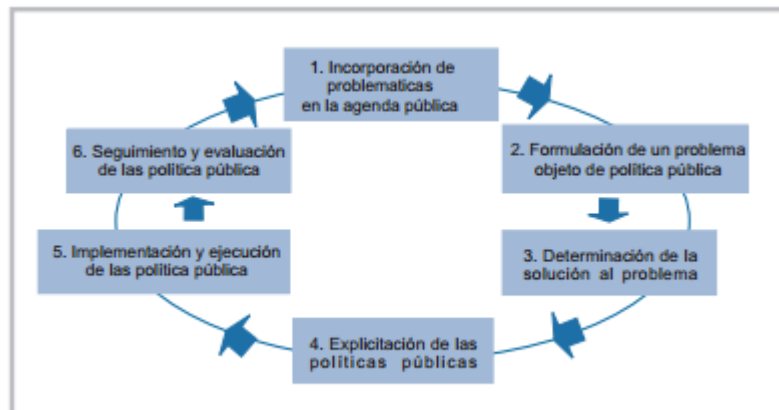 1. Incorporación de
problematicas
en la agenda pública
2. Formulación de un problema
objeto de política pública
3. Determinación de la
solución al problema
4. Explicitación de las
políticas públicas
5. Implementación y ejecución
de las política pública
6. Seguimiento y evaluación
de las política pública